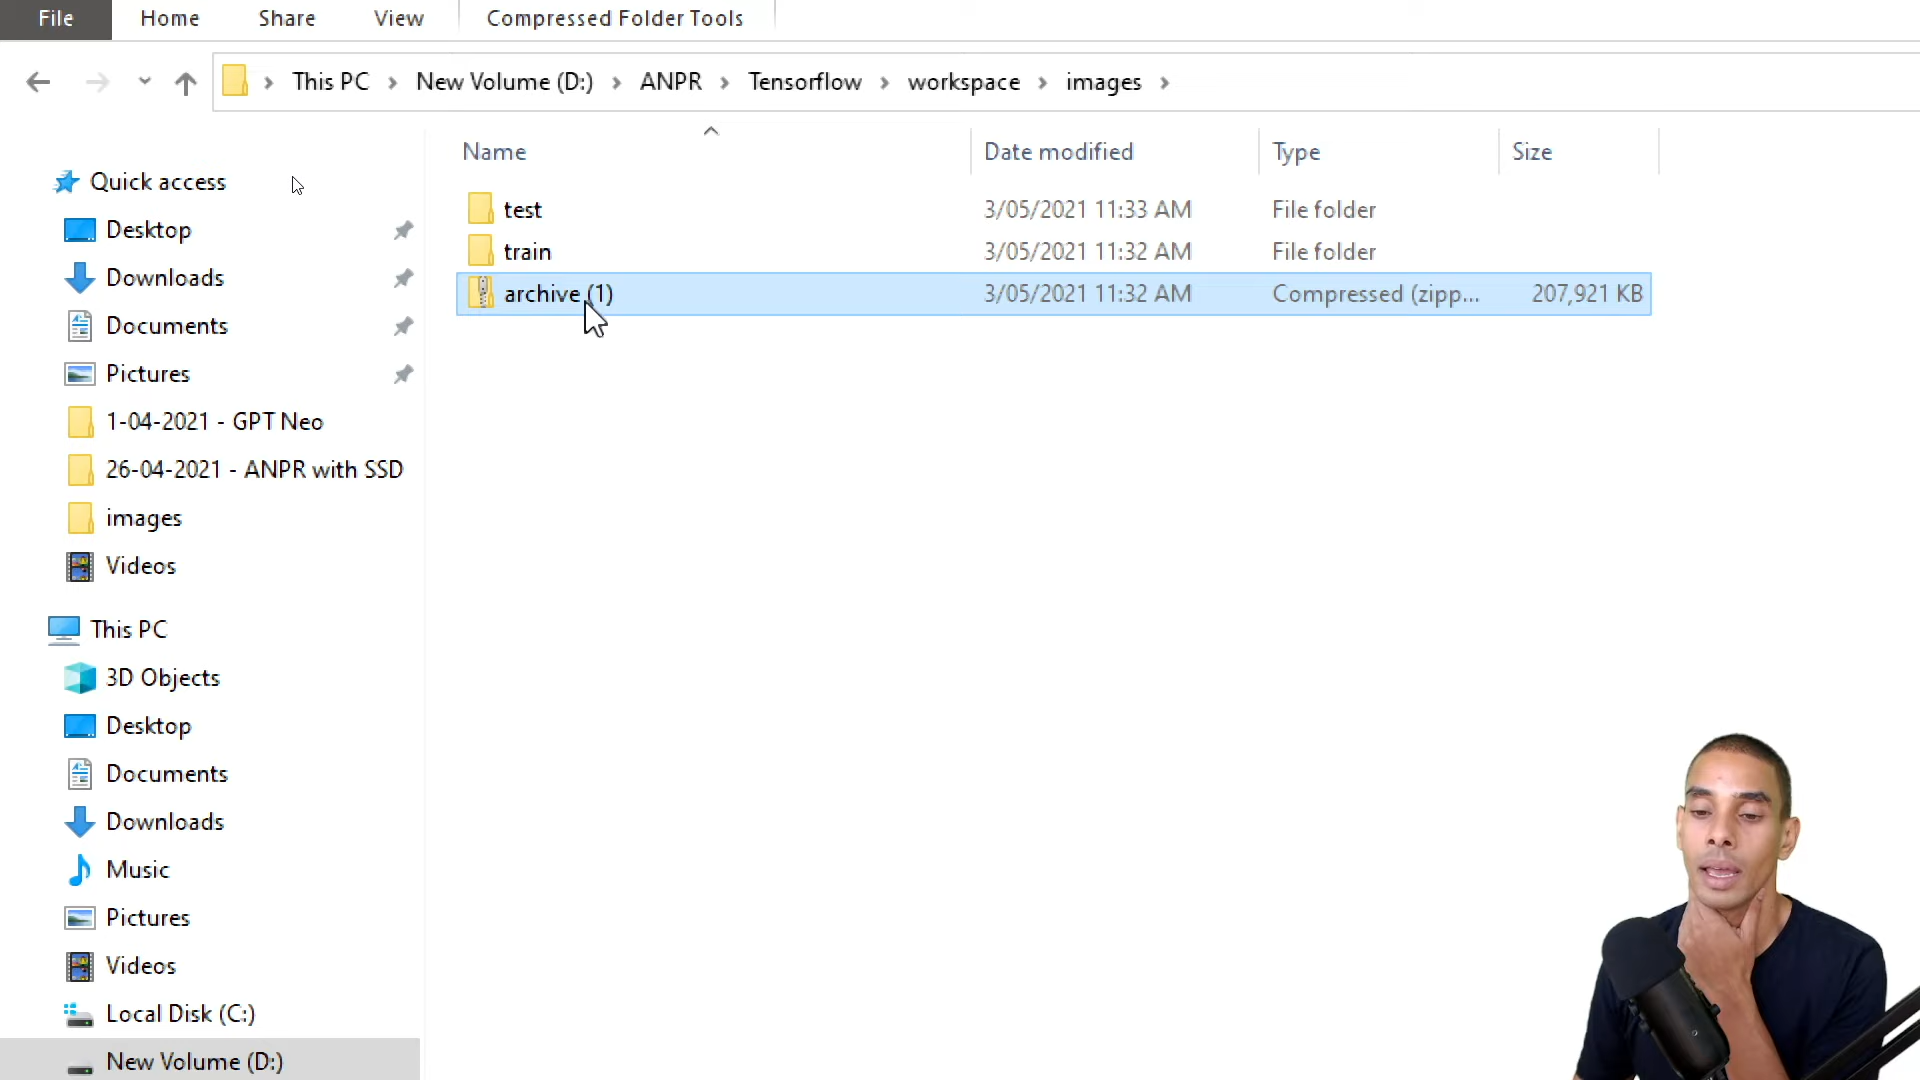 File Home Share View Compressed Folder Tools
This PC New Volume (D:) ANPR Tensorflow workspace images
Name Date modified Type Size
test 3/05/2021 11:33 AM File folder
train 3/05/2021 11:32 AM File folder
archive (1) 3/05/2021 11:32 AM Compressed (zipp... 207,921 KB
Quick access
Desktop
Downloads
Documents
Pictures
1-04-2021 - GPT Neo
26-04-2021 - ANPR with SSD
images
Videos
This PC
3D Objects
Desktop
Documents
Downloads
Music
Pictures
Videos
Local Disk (C:)
New Volume (D:)